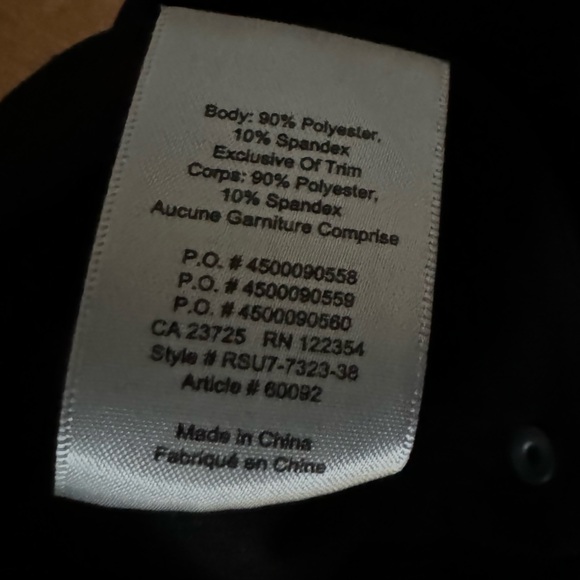 Body: 90% Polyester,
10% Spandex
Exclusive Of Trim
Corps: 90% Polyester,
10% Spandex
Aucune Garniture Comprise
P.O. # 4500090558
P.O. # 4500090559
P.O. # 4500090560
CA 23725 RN 122354
Style # RSU7-7323-38
Article # 60092
Made in China
Fabriqué en Chine